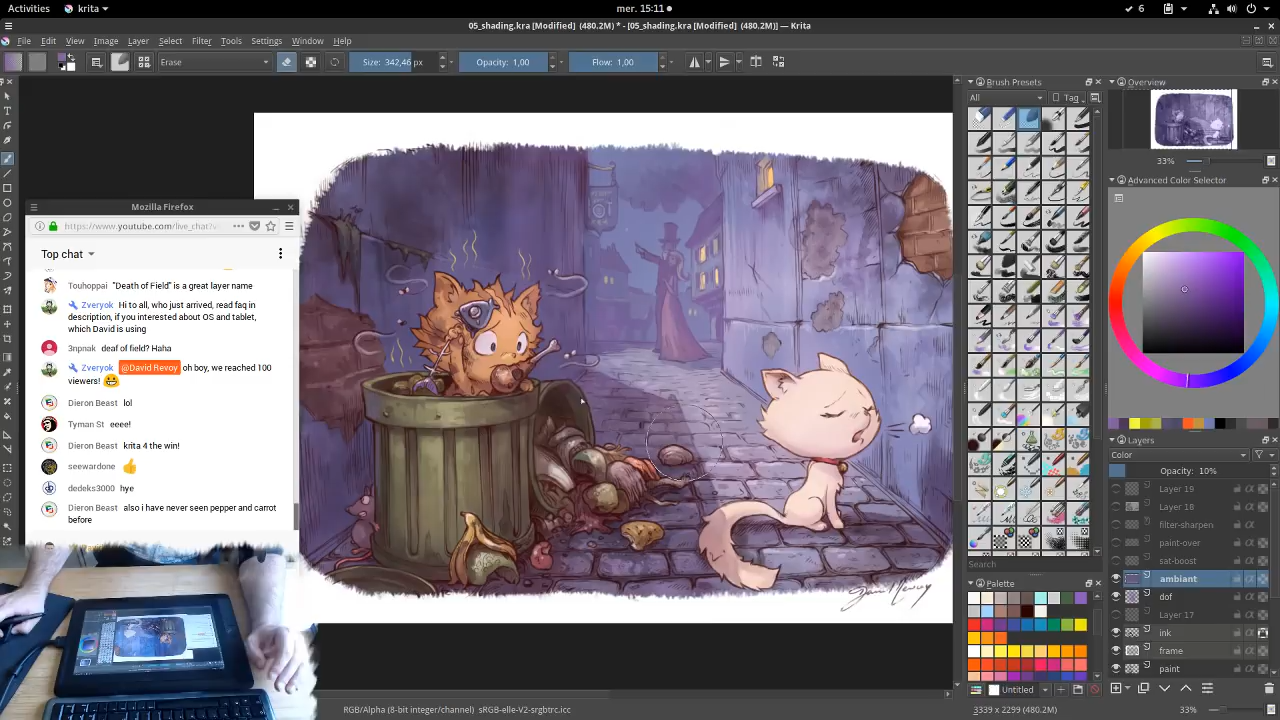 Activities
krita
mer. 15:11
6
05_shading.kra [Modified] (480.2M) * - [05_shading.kra [Modified] (480.2M)] — Krita
File Edit View Image Layer Select Filter Tools Settings Window Help
Erase
Size: 342,46 px
Opacity: 1,00
Flow: 1,00
Mozilla Firefox
https://www.youtube.com/live_chat?v
Top chat
Touhoppai "Death of Field" is a great layer name
Zveryok Hi to all, who just arrived, read faq in
description, if you interested about OS and tablet,
which David is using
3npnak deaf of field? Haha
Zveryok @David Revoy oh boy, we reached 100
viewers!
Dieron Beast lol
Tyman St eeee!
Dieron Beast krita 4 the win!
seewardone
dedeks3000 hye
Dieron Beast also i have never seen pepper and carrot
before
Brush Presets
All
Tag
Search
Palette
Untitled
Overview
33%
Advanced Color Selector
Layers
Color
Opacity: 10%
Layer 19
Layer 18
filter-sharpen
paint-over
sat-boost
ambiant
dof
Layer 17
ink
frame
paint
David Revoy
RGB/Alpha (8-bit integer/channel) sRGB-elle-V2-srgbtrc.icc
3339 x 2299 (480.2M)
33%